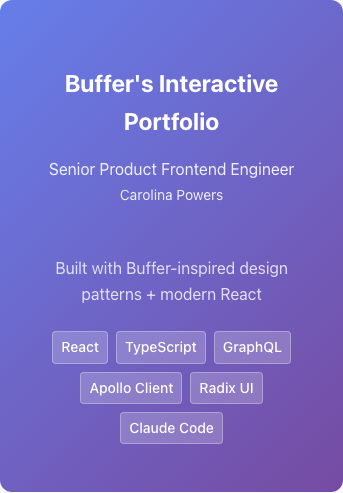 Buffer's Interactive
Portfolio
Senior Product Frontend Engineer
Carolina Powers
Built with Buffer-inspired design
patterns + modern React
React TypeScript GraphQL
Apollo Client Radix UI
Claude Code